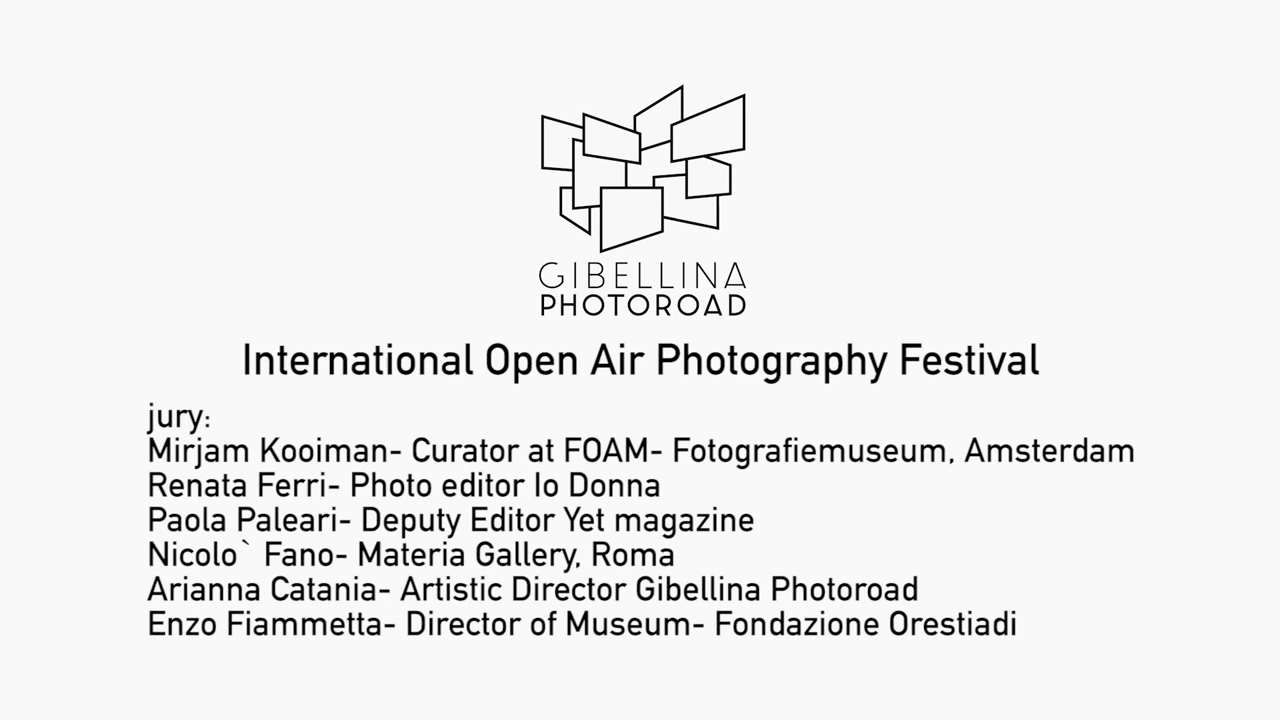 GIBELLINA
PHOTOROAD
International Open Air Photography Festival
jury:
Mirjam Kooiman- Curator at FOAM- Fotografiemuseum, Amsterdam
Renata Ferri- Photo editor Io Donna
Paola Paleari- Deputy Editor Yet magazine
Nicolo` Fano- Materia Gallery, Roma
Arianna Catania- Artistic Director Gibellina Photoroad
Enzo Fiammetta- Director of Museum- Fondazione Orestiadi